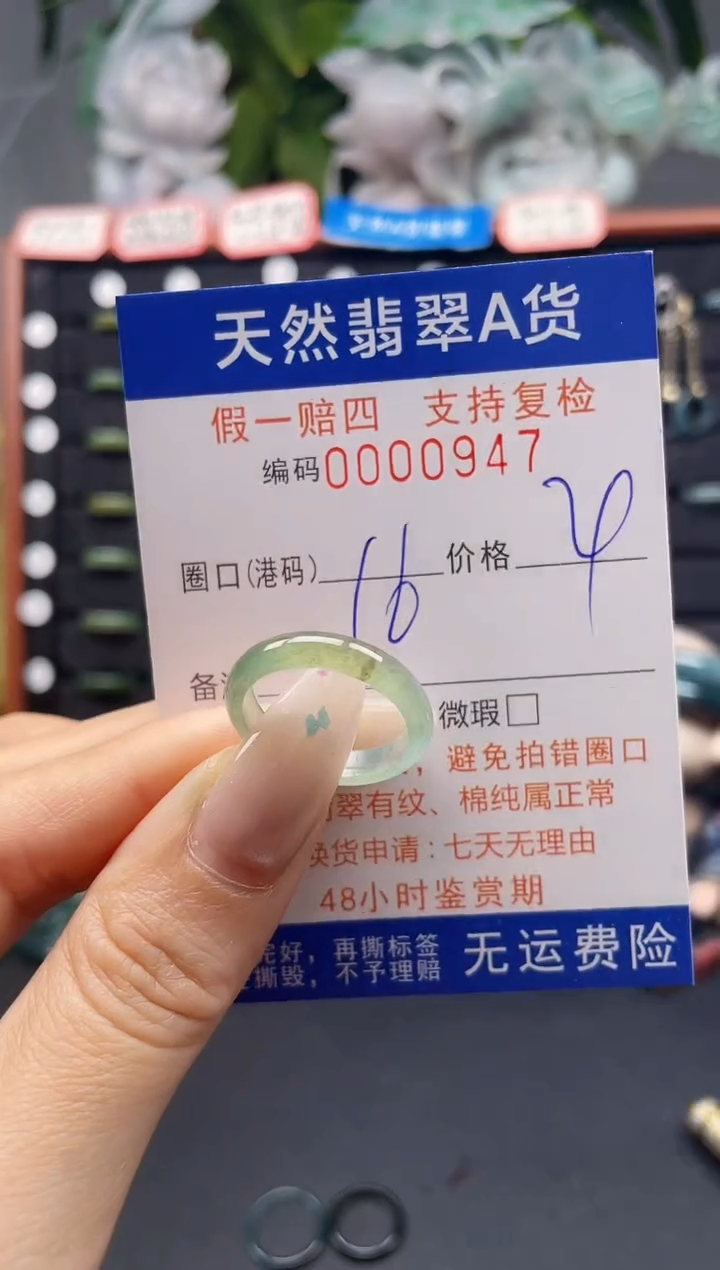 天然翡翠A货
假一赔四 支持复检
编码0000947
圈口(港码) 16 价格
备
微瑕□
，避免拍错圈口
翠有纹、棉纯属正常
换货申请：七天无理由
48小时鉴赏期
完好，再撕标签 无运费险
撕毁，不予理赔